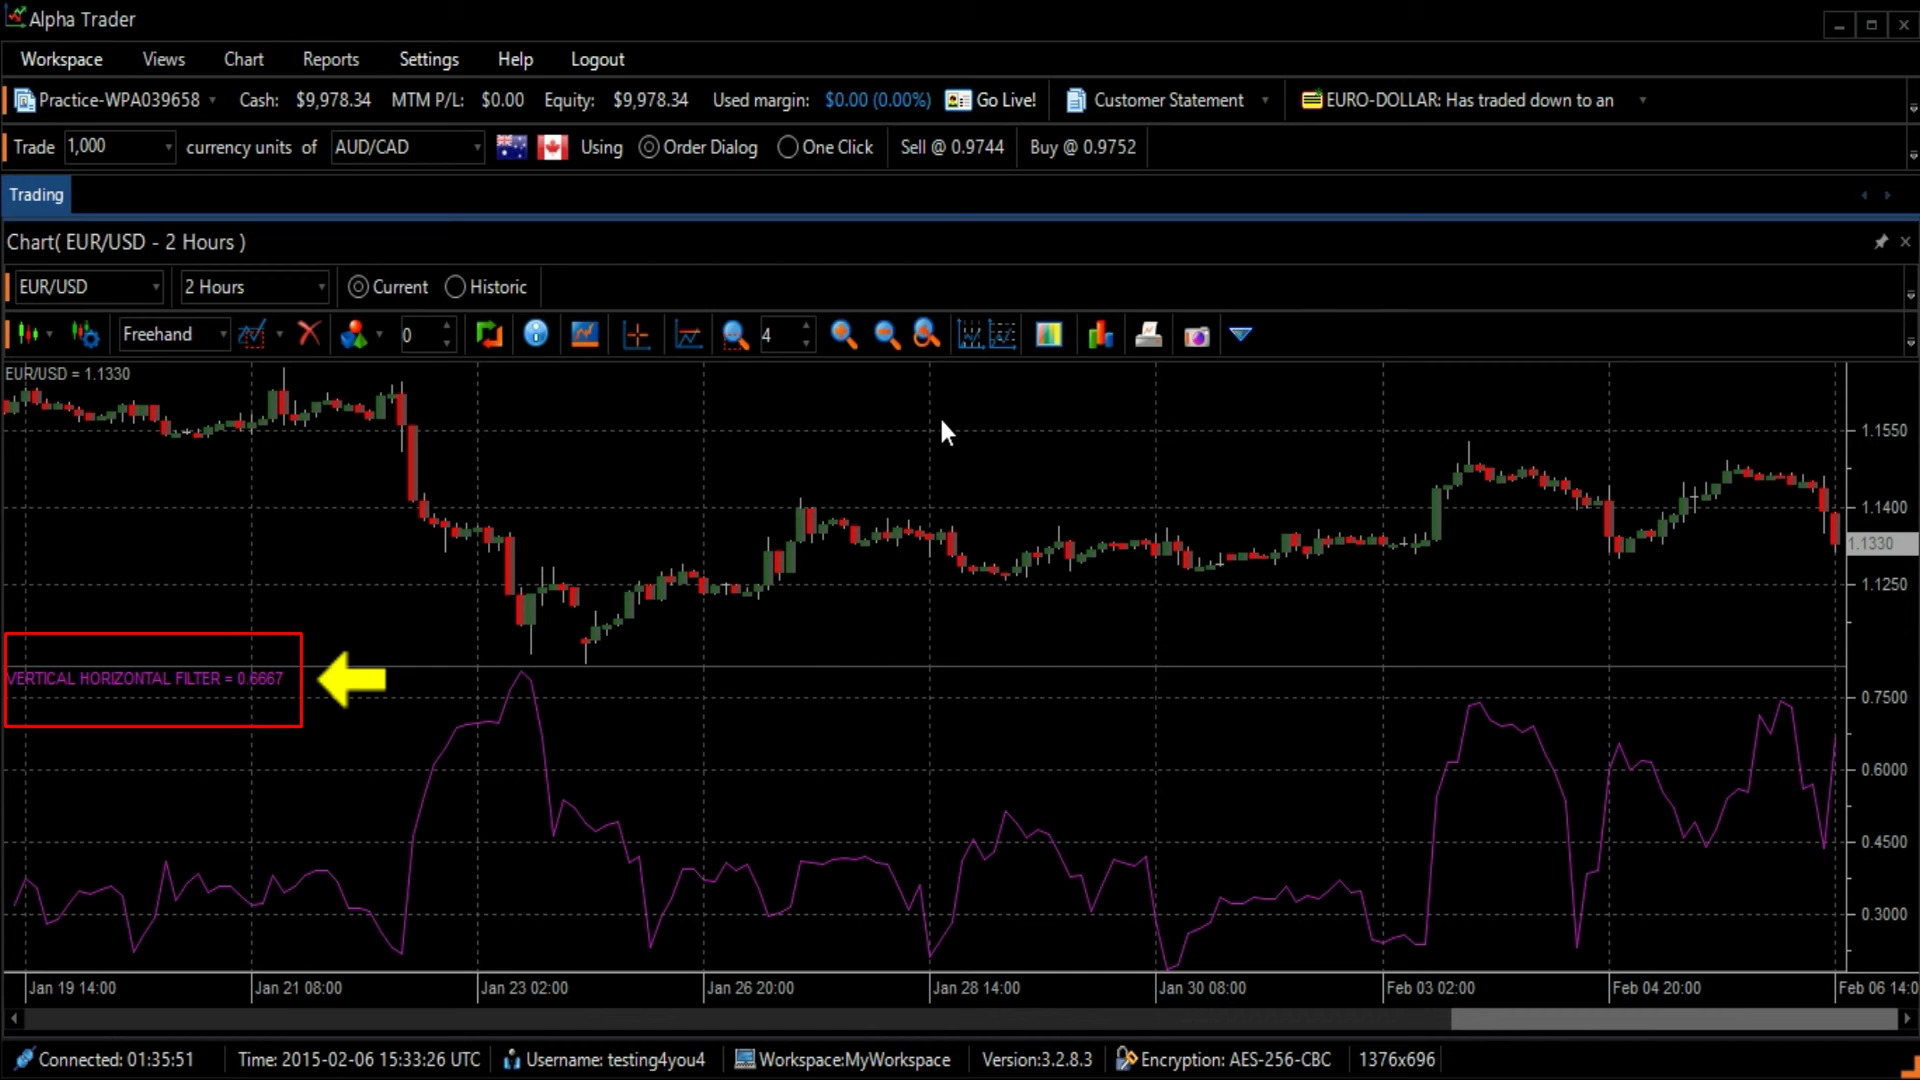 Alpha Trader
Workspace Views Chart Reports Settings Help Logout
Practice-WPA039658 Cash: $9,978.34 MTM P/L: $0.00 Equity: $9,978.34 Used margin: $0.00 (0.00%) Go Live! Customer Statement EURO-DOLLAR: Has traded down to an
Trade 1,000 currency units of AUD/CAD Using Order Dialog One Click Sell @ 0.9744 Buy @ 0.9752
Trading
Chart( EUR/USD - 2 Hours )
EUR/USD 2 Hours Current Historic
Freehand 0 4
EUR/USD = 1.1330
1.1550
1.1400
1.1330
1.1250
VERTICAL HORIZONTAL FILTER = 0.6667
0.7500
0.6000
0.4500
0.3000
Jan 19 14:00 Jan 21 08:00 Jan 23 02:00 Jan 26 20:00 Jan 28 14:00 Jan 30 08:00 Feb 03 02:00 Feb 04 20:00 Feb 06 14:0
Connected: 01:35:51 Time: 2015-02-06 15:33:26 UTC Username: testing4you4 Workspace:MyWorkspace Version:3.2.8.3 Encryption: AES-256-CBC 1376x696